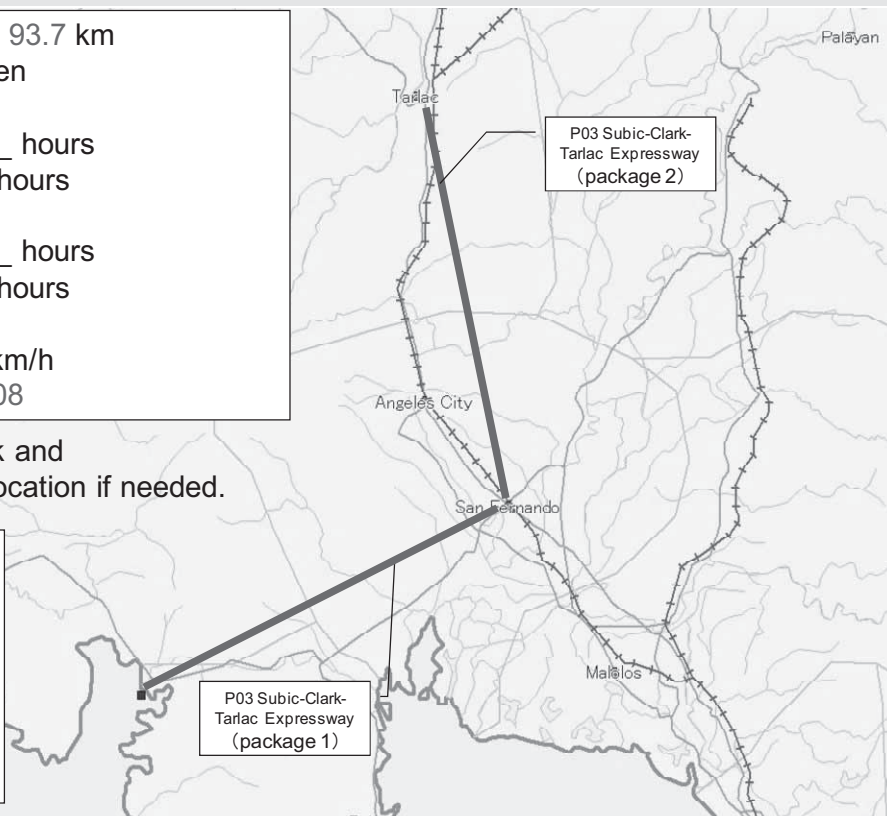 93.7 km
en
_ hours
hours
_ hours
hours
km/h
08
k and
ocation if needed.
Palayan
Tarlac
P03 Subic-Clark-
Tarlac Expressway
(package 2)
Angeles City
San Fernando
Malolos
P03 Subic-Clark-
Tarlac Expressway
(package 1)